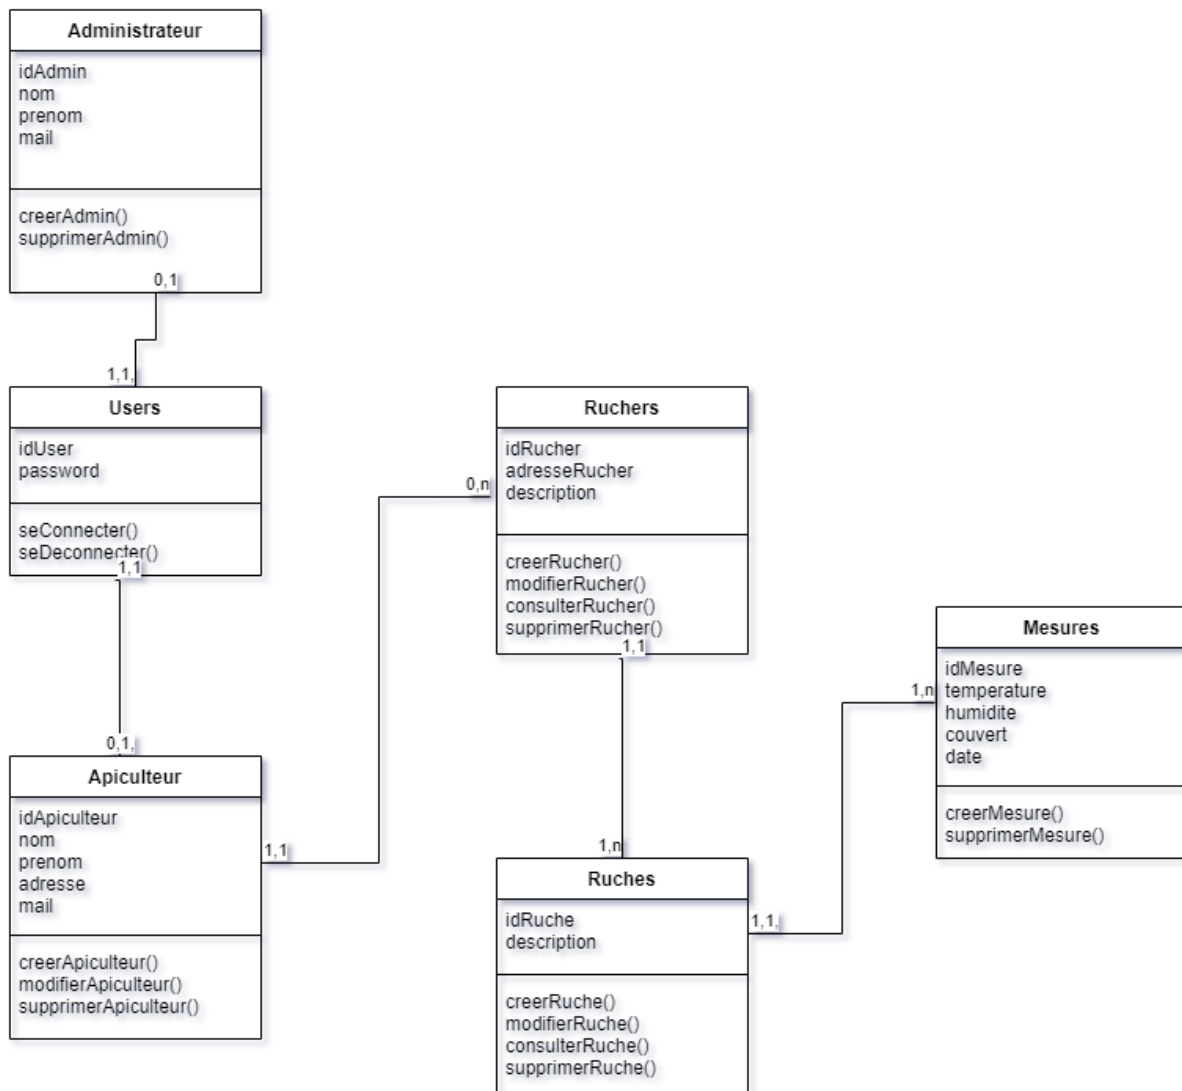 Administrateur
idAdmin
nom
prenom
mail
creerAdmin()
supprimerAdmin()
0,1
1,1,
Users
idUser
password
seConnecter()
seDeconnecter()
1,1
0,1,
Apiculteur
idApiculteur
nom
prenom
adresse
mail
creerApiculteur()
modifierApiculteur()
supprimerApiculteur()
1,1
0,n
Ruchers
idRucher
adresseRucher
description
creerRucher()
modifierRucher()
consulterRucher()
supprimerRucher()
1,1
1,n
Ruches
idRuche
description
creerRuche()
modifierRuche()
consulterRuche()
supprimerRuche()
1,1,
1,n
Mesures
idMesure
temperature
humidite
couvert
date
creerMesure()
supprimerMesure()